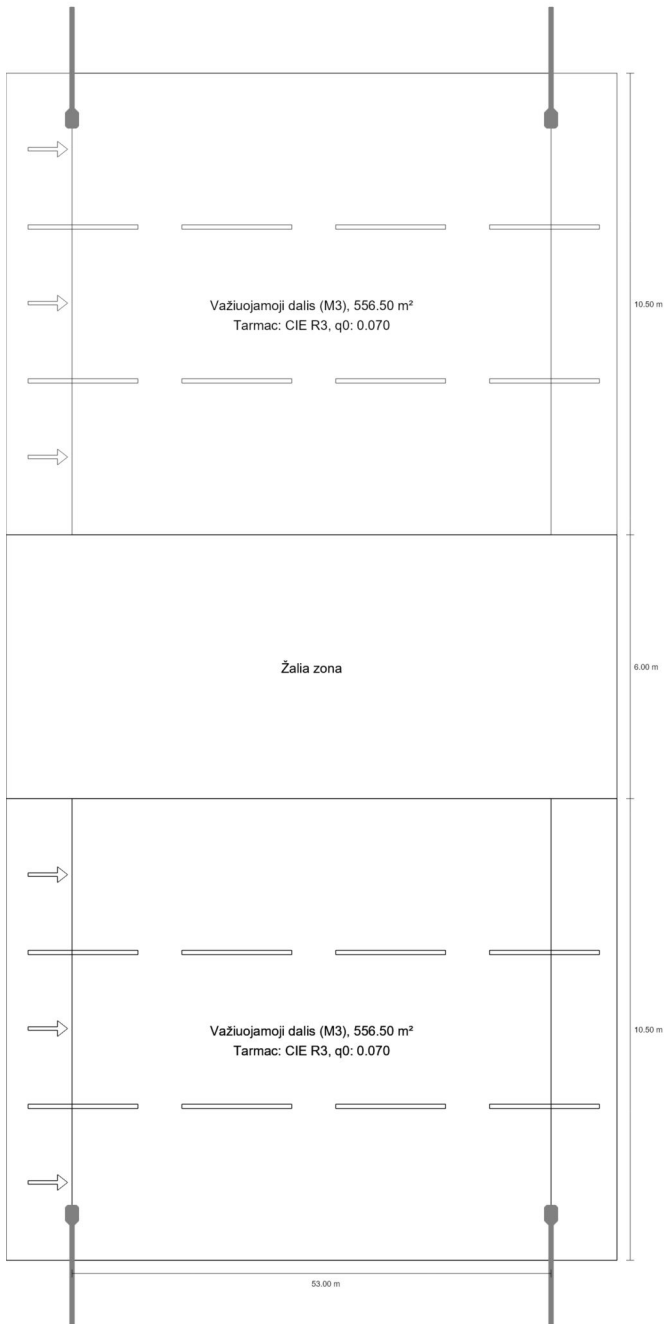 Važiuojamoji dalis (M3), 556.50 m²
Tarmac: CIE R3, q0: 0.070
10.50 m
Žalia zona
6.00 m
Važiuojamoji dalis (M3), 556.50 m²
Tarmac: CIE R3, q0: 0.070
10.50 m
53.00 m